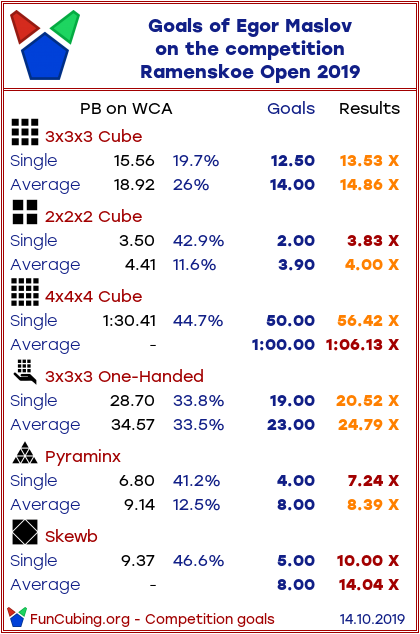 Goals of Egor Maslov
on the competition
Ramenskoe Open 2019
PB on WCA Goals Results
3x3x3 Cube
Single 15.56 19.7% 12.50 13.53 X
Average 18.92 26% 14.00 14.86 X
2x2x2 Cube
Single 3.50 42.9% 2.00 3.83 X
Average 4.41 11.6% 3.90 4.00 X
4x4x4 Cube
Single 1:30.41 44.7% 50.00 56.42 X
Average - 1:00.00 1:06.13 X
3x3x3 One-Handed
Single 28.70 33.8% 19.00 20.52 X
Average 34.57 33.5% 23.00 24.79 X
Pyraminx
Single 6.80 41.2% 4.00 7.24 X
Average 9.14 12.5% 8.00 8.39 X
Skewb
Single 9.37 46.6% 5.00 10.00 X
Average - 8.00 14.04 X
FunCubing.org - Competition goals 14.10.2019